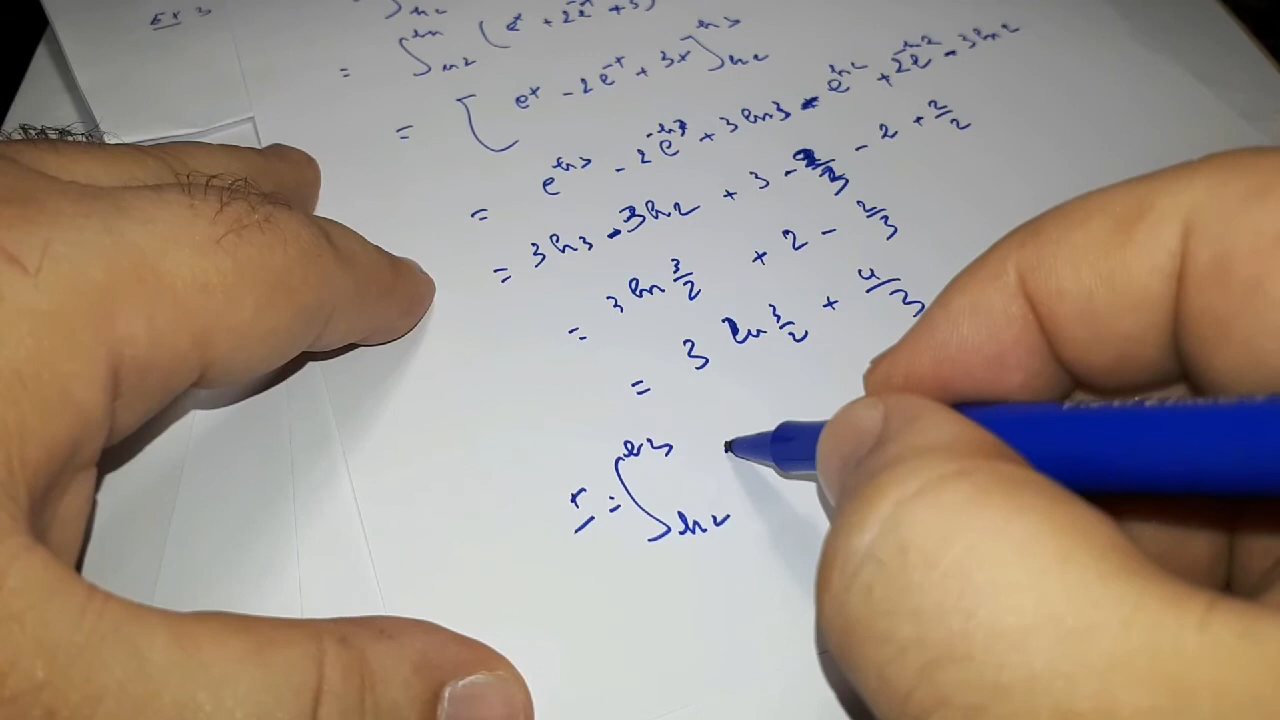 Ex 3
= ∫_{ln2}^{ln3} (e^x + 2e^{-x} + 3)
= [e^x - 2e^{-x} + 3x]_{ln2}^{ln3}
= e^{ln3} - 2e^{-ln3} + 3ln3 - e^{ln2} + 2e^{-ln2} - 3ln2
= 3ln3 - 3ln2 + 3 - 2/3 - 2 + 2/2
= 3 ln 3/2 + 2 - 2/3
= 3 ln 3/2 + 4/3
I = ∫_{ln2}^{ln3}